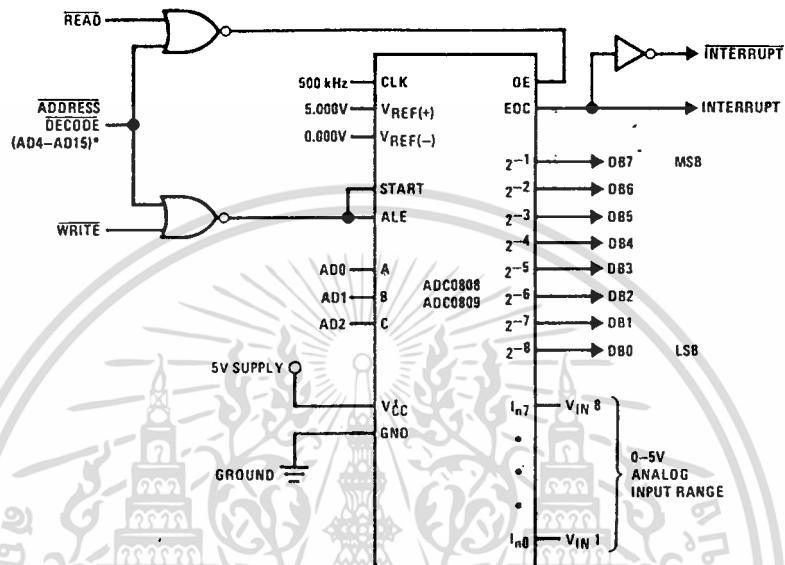 READ
ADDRESS
DECODE
(AD4–AD15)*
WRITE
500 kHz
CLK
5.000V
VREF(+)
0.000V
VREF(−)
START
ALE
AD0
A
AD1
B
AD2
C
5V SUPPLY
VCC
GND
GROUND
ADC0808
ADC0809
OE
EOC
INTERRUPT
INTERRUPT
2−1
DB7
MSB
2−2
DB6
2−3
DB5
2−4
DB4
2−5
DB3
2−6
DB2
2−7
DB1
2−8
DB0
LSB
In7
VIN 8
0–5V
ANALOG
INPUT RANGE
In0
VIN 1